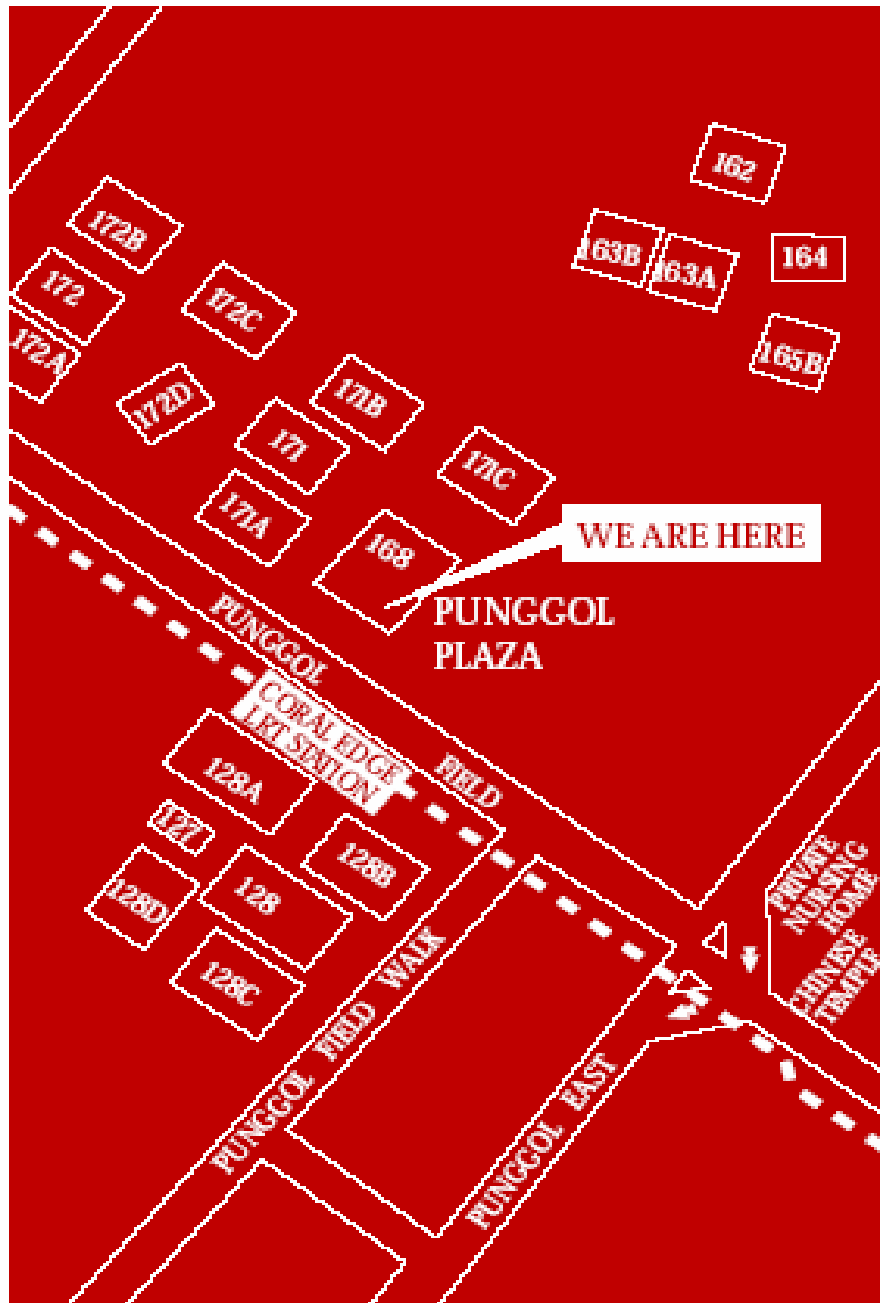 162
163B
163A
164
165B
172B
172
172A
172C
172D
171B
171
171A
171C
168
WE ARE HERE
PUNGGOL
PLAZA
PUNGGOL FIELD
CORAL EDGE
LRT STATION
128A
127
128B
128
128D
128C
PRIVATE
NURSING
HOME
CHINESE
TEMPLE
PUNGGOL FIELD WALK
PUNGGOL EAST